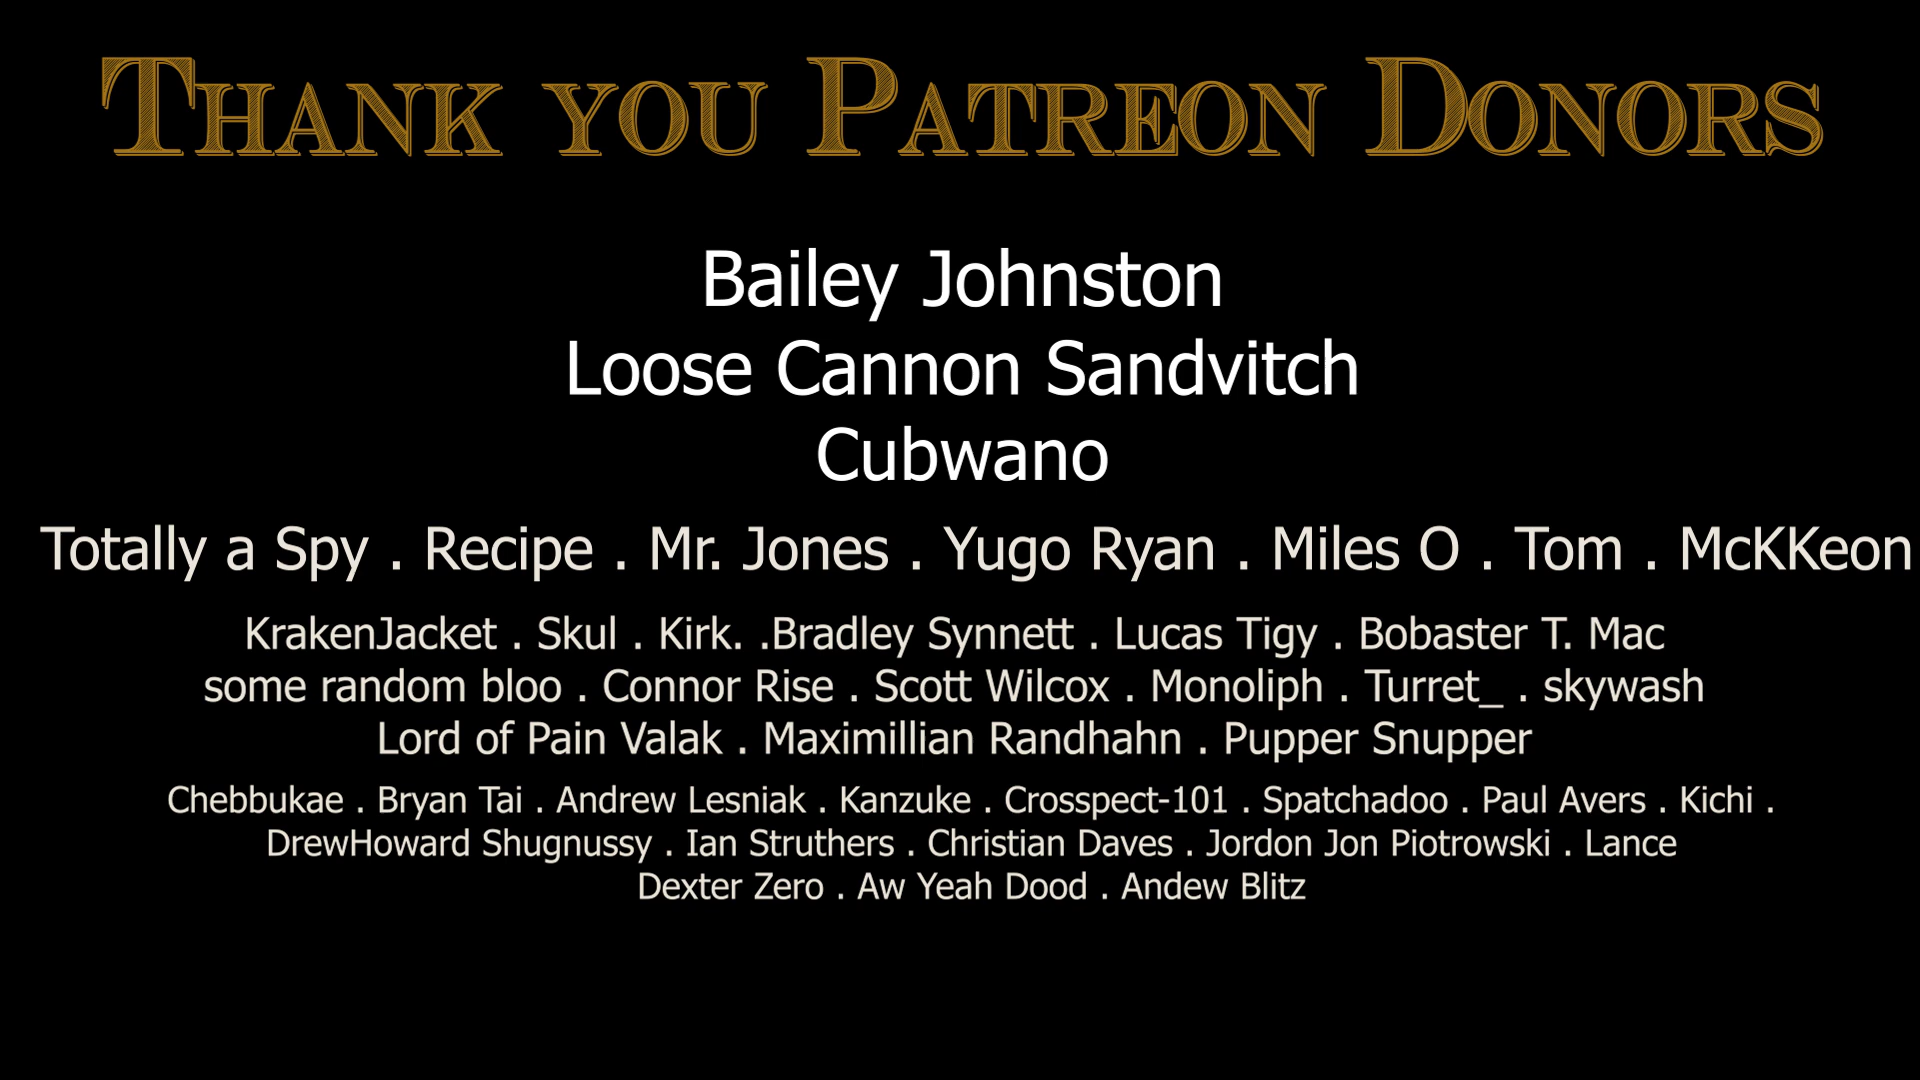 Thank you Patreon Donors
Bailey Johnston
Loose Cannon Sandvitch
Cubwano
Totally a Spy . Recipe . Mr. Jones . Yugo Ryan . Miles O . Tom . McKKeon
KrakenJacket . Skul . Kirk. .Bradley Synnett . Lucas Tigy . Bobaster T. Mac
some random bloo . Connor Rise . Scott Wilcox . Monoliph . Turret_ . skywash
Lord of Pain Valak . Maximillian Randhahn . Pupper Snupper
Chebbukae . Bryan Tai . Andrew Lesniak . Kanzuke . Crosspect-101 . Spatchadoo . Paul Avers . Kichi .
DrewHoward Shugnussy . Ian Struthers . Christian Daves . Jordon Jon Piotrowski . Lance
Dexter Zero . Aw Yeah Dood . Andew Blitz